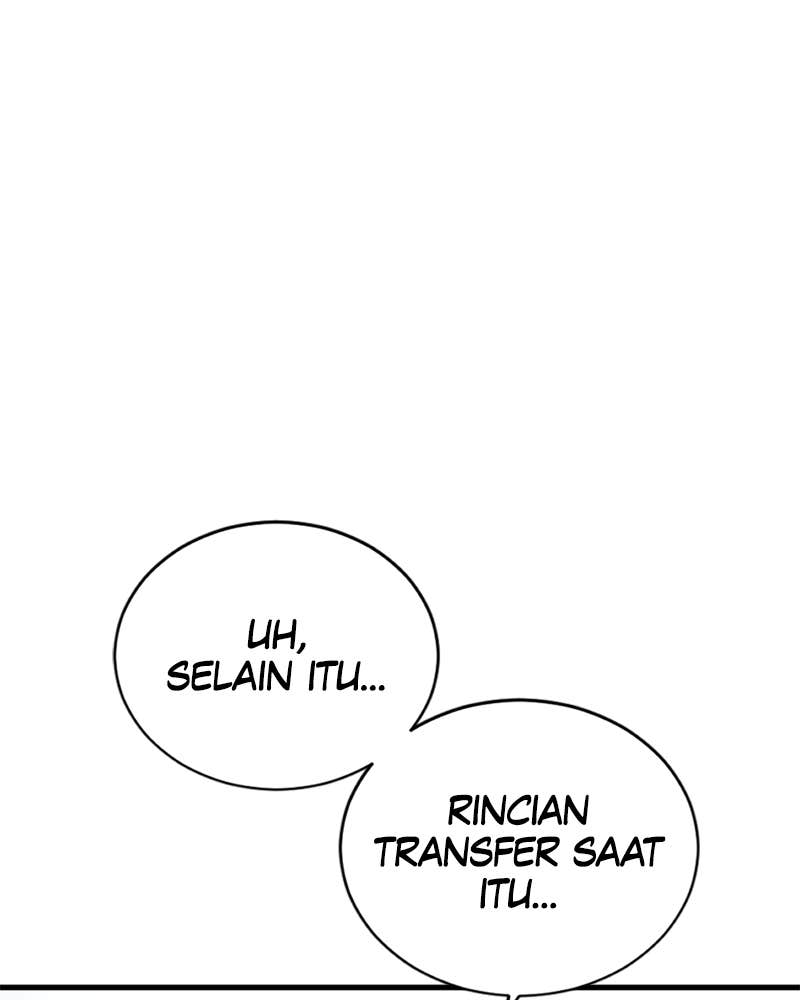 UH,
SELAIN ITU...
RINCIAN
TRANSFER SAAT
ITU...